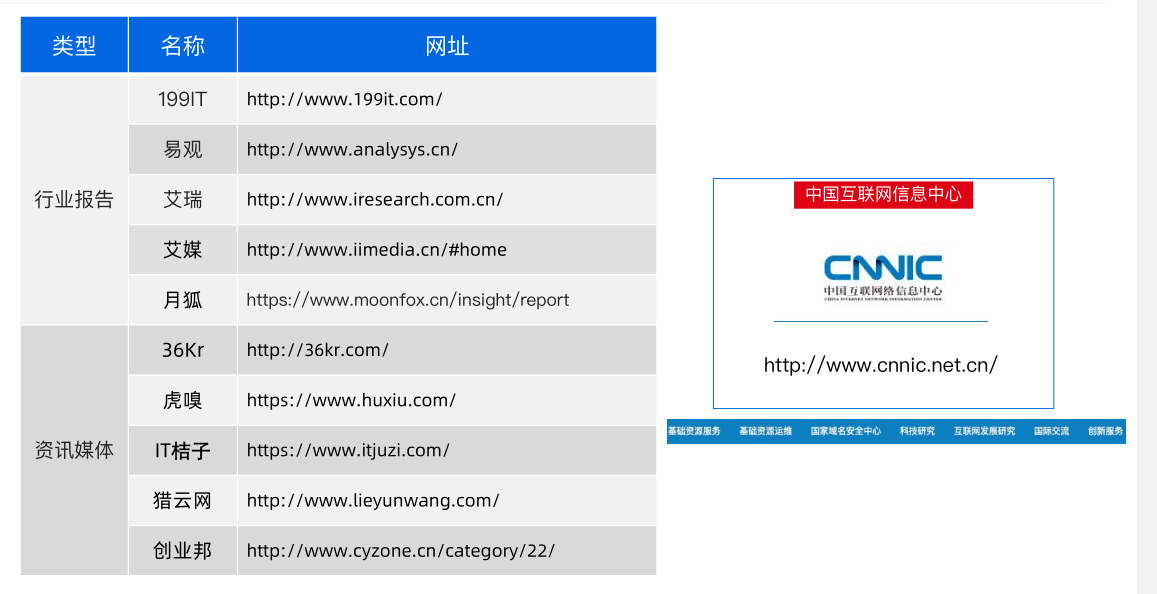 类型 名称 网址
行业报告
199IT http://www.199it.com/
易观 http://www.analysys.cn/
艾瑞 http://www.iresearch.com.cn/
艾媒 http://www.iimedia.cn/#home
月狐 https://www.moonfox.cn/insight/report
资讯媒体
36Kr http://36kr.com/
虎嗅 https://www.huxiu.com/
IT桔子 https://www.itjuzi.com/
猎云网 http://www.lieyunwang.com/
创业邦 http://www.cyzone.cn/category/22/
中国互联网信息中心
CNNIC
中国互联网络信息中心
CHINA INTERNET NETWORK INFORMATION CENTER
http://www.cnnic.net.cn/
基础资源服务 基础资源运维 国家域名安全中心 科技研究 互联网发展研究 国际交流 创新服务